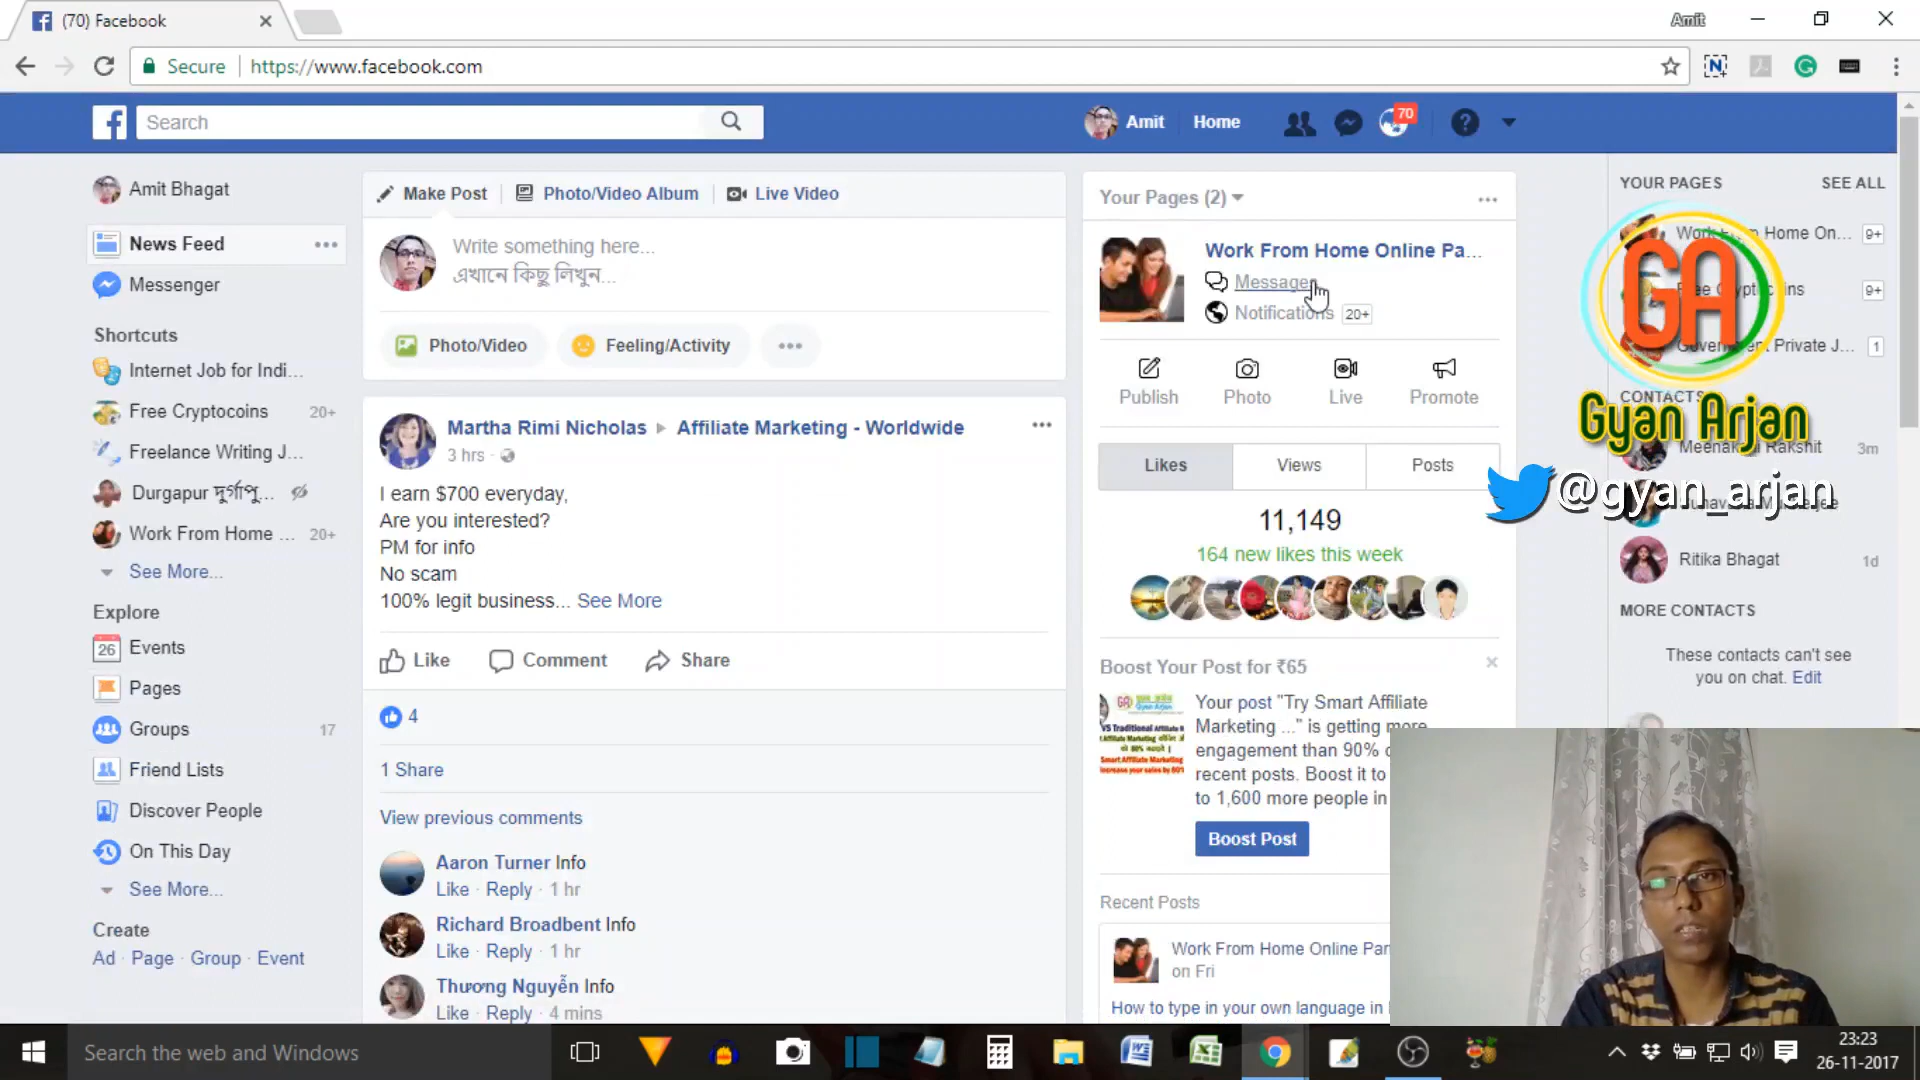 (70) Facebook
Amit
Secure
https://www.facebook.com
Search
Amit
Home
70
Amit Bhagat
News Feed
Messenger
Shortcuts
Internet Job for Indi...
Free Cryptocoins 20+
Freelance Writing J...
Durgapur দুর্গাপু...
Work From Home ... 20+
See More...
Explore
26 Events
Pages
Groups 17
Friend Lists
Discover People
On This Day
See More...
Create
Ad · Page · Group · Event
Make Post
Photo/Video Album
Live Video
Write something here...
এখানে কিছু লিখুন...
Photo/Video
Feeling/Activity
Martha Rimi Nicholas ▸ Affiliate Marketing - Worldwide
3 hrs ·
I earn $700 everyday,
Are you interested?
PM for info
No scam
100% legit business... See More
Like
Comment
Share
4
1 Share
View previous comments
Aaron Turner Info
Like · Reply · 1 hr
Richard Broadbent Info
Like · Reply · 1 hr
Thương Nguyễn Info
Like · Reply · 4 mins
Your Pages (2)
Work From Home Online Pa...
Messages
Notifications 20+
Publish
Photo
Live
Promote
Likes
Views
Posts
11,149
164 new likes this week
Boost Your Post for ₹65
Your post "Try Smart Affiliate
Marketing ..." is getting more
engagement than 90%
recent posts. Boost it to
to 1,600 more people in
Boost Post
Recent Posts
Work From Home Online Par
on Fri
How to type in your own language in
YOUR PAGES
SEE ALL
On... 9+
9+
Private J... 1
GA
Gyan Arjan
@gyan_arjan
CONTACTS
Rakshit 3m
Ritika Bhagat 1d
MORE CONTACTS
These contacts can't see
you on chat. Edit
Search the web and Windows
23:23
26-11-2017